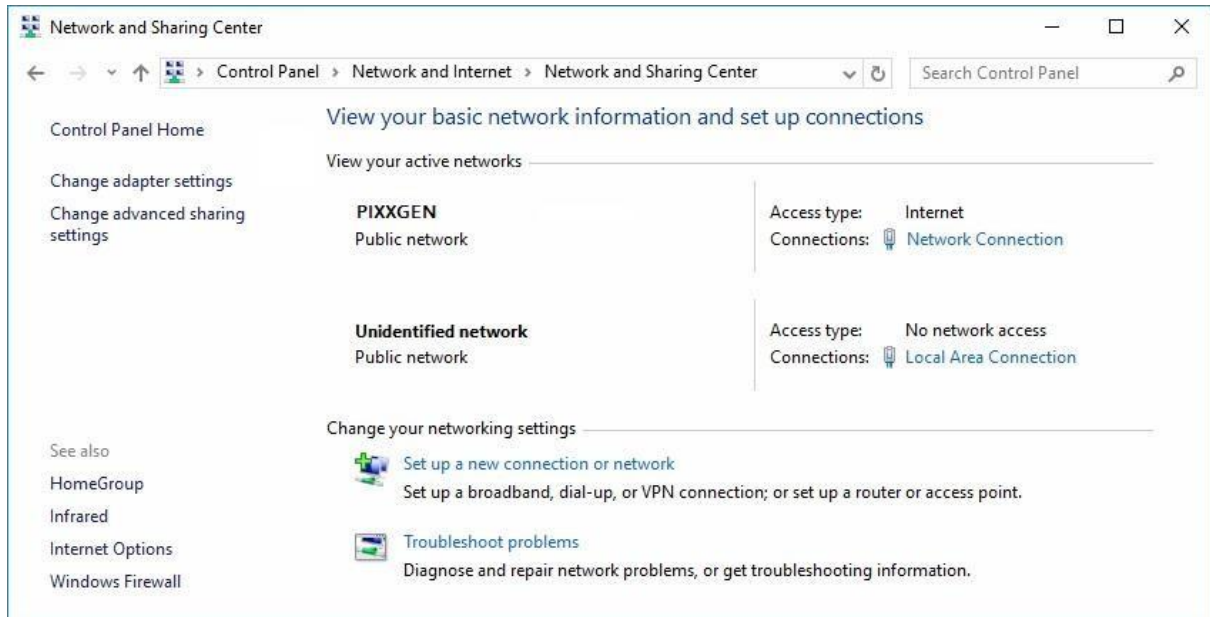 Network and Sharing Center
Control Panel > Network and Internet > Network and Sharing Center
Search Control Panel
Control Panel Home
Change adapter settings
Change advanced sharing
settings
View your basic network information and set up connections
View your active networks
PIXXGEN
Public network
Access type: Internet
Connections: Network Connection
Unidentified network
Public network
Access type: No network access
Connections: Local Area Connection
Change your networking settings
Set up a new connection or network
Set up a broadband, dial-up, or VPN connection; or set up a router or access point.
Troubleshoot problems
Diagnose and repair network problems, or get troubleshooting information.
See also
HomeGroup
Infrared
Internet Options
Windows Firewall